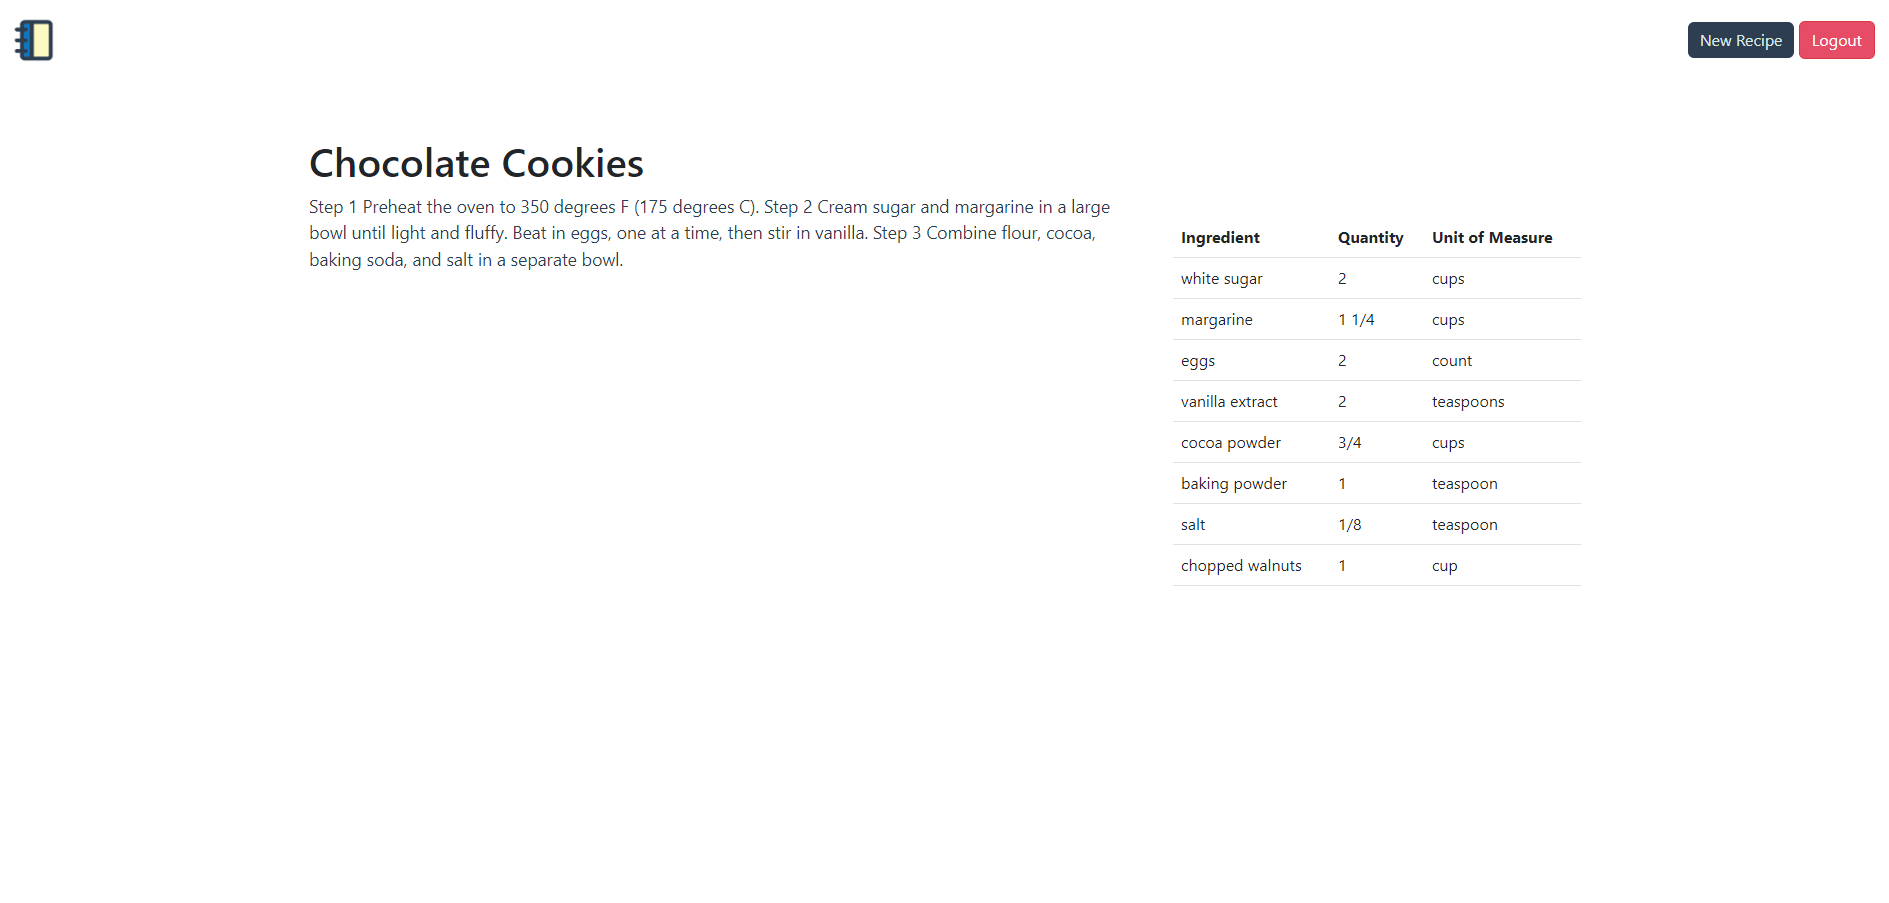 New Recipe
Logout
Chocolate Cookies
Step 1 Preheat the oven to 350 degrees F (175 degrees C). Step 2 Cream sugar and margarine in a large
bowl until light and fluffy. Beat in eggs, one at a time, then stir in vanilla. Step 3 Combine flour, cocoa,
baking soda, and salt in a separate bowl.
Ingredient Quantity Unit of Measure
white sugar 2 cups
margarine 1 1/4 cups
eggs 2 count
vanilla extract 2 teaspoons
cocoa powder 3/4 cups
baking powder 1 teaspoon
salt 1/8 teaspoon
chopped walnuts 1 cup